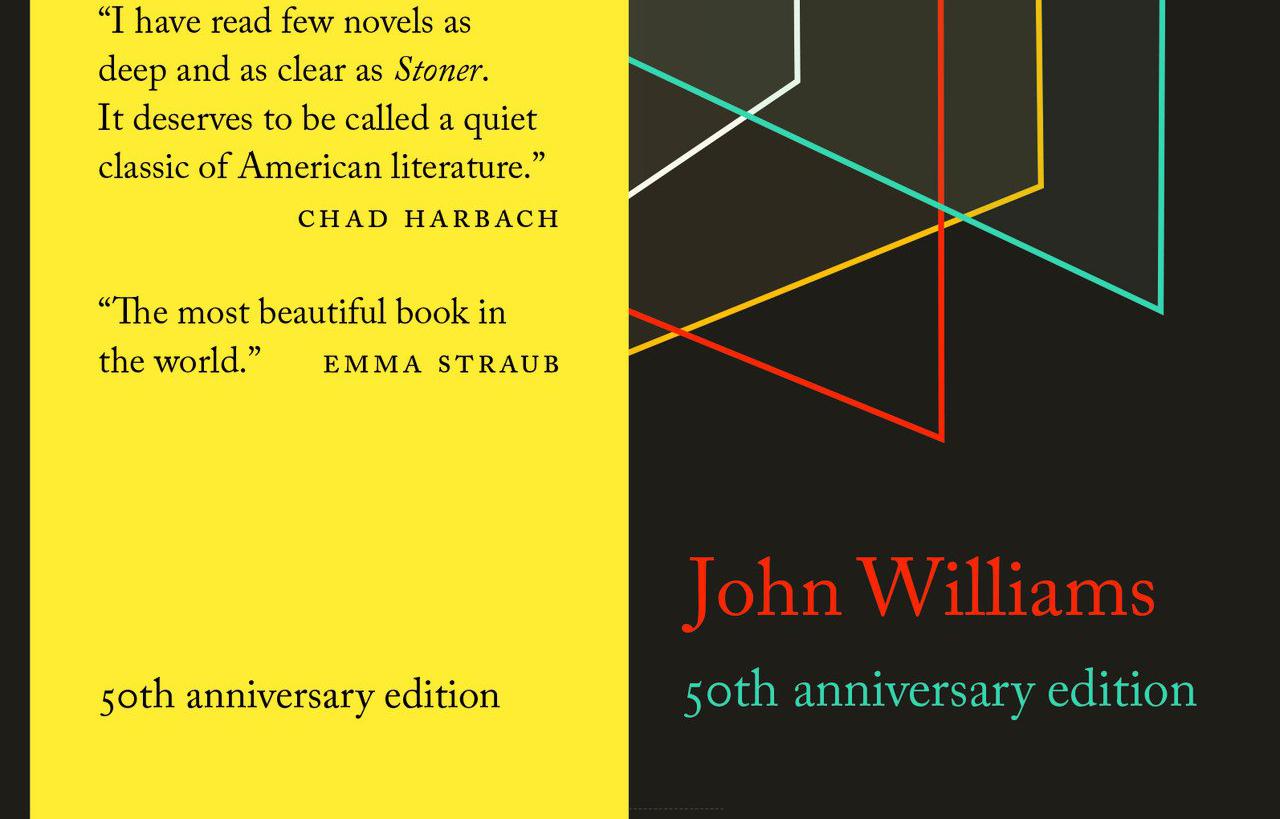 “I have read few novels as
deep and as clear as Stoner.
It deserves to be called a quiet
classic of American literature.”
CHAD HARBACH
“The most beautiful book in
the world.” EMMA STRAUB
50th anniversary edition
John Williams
50th anniversary edition